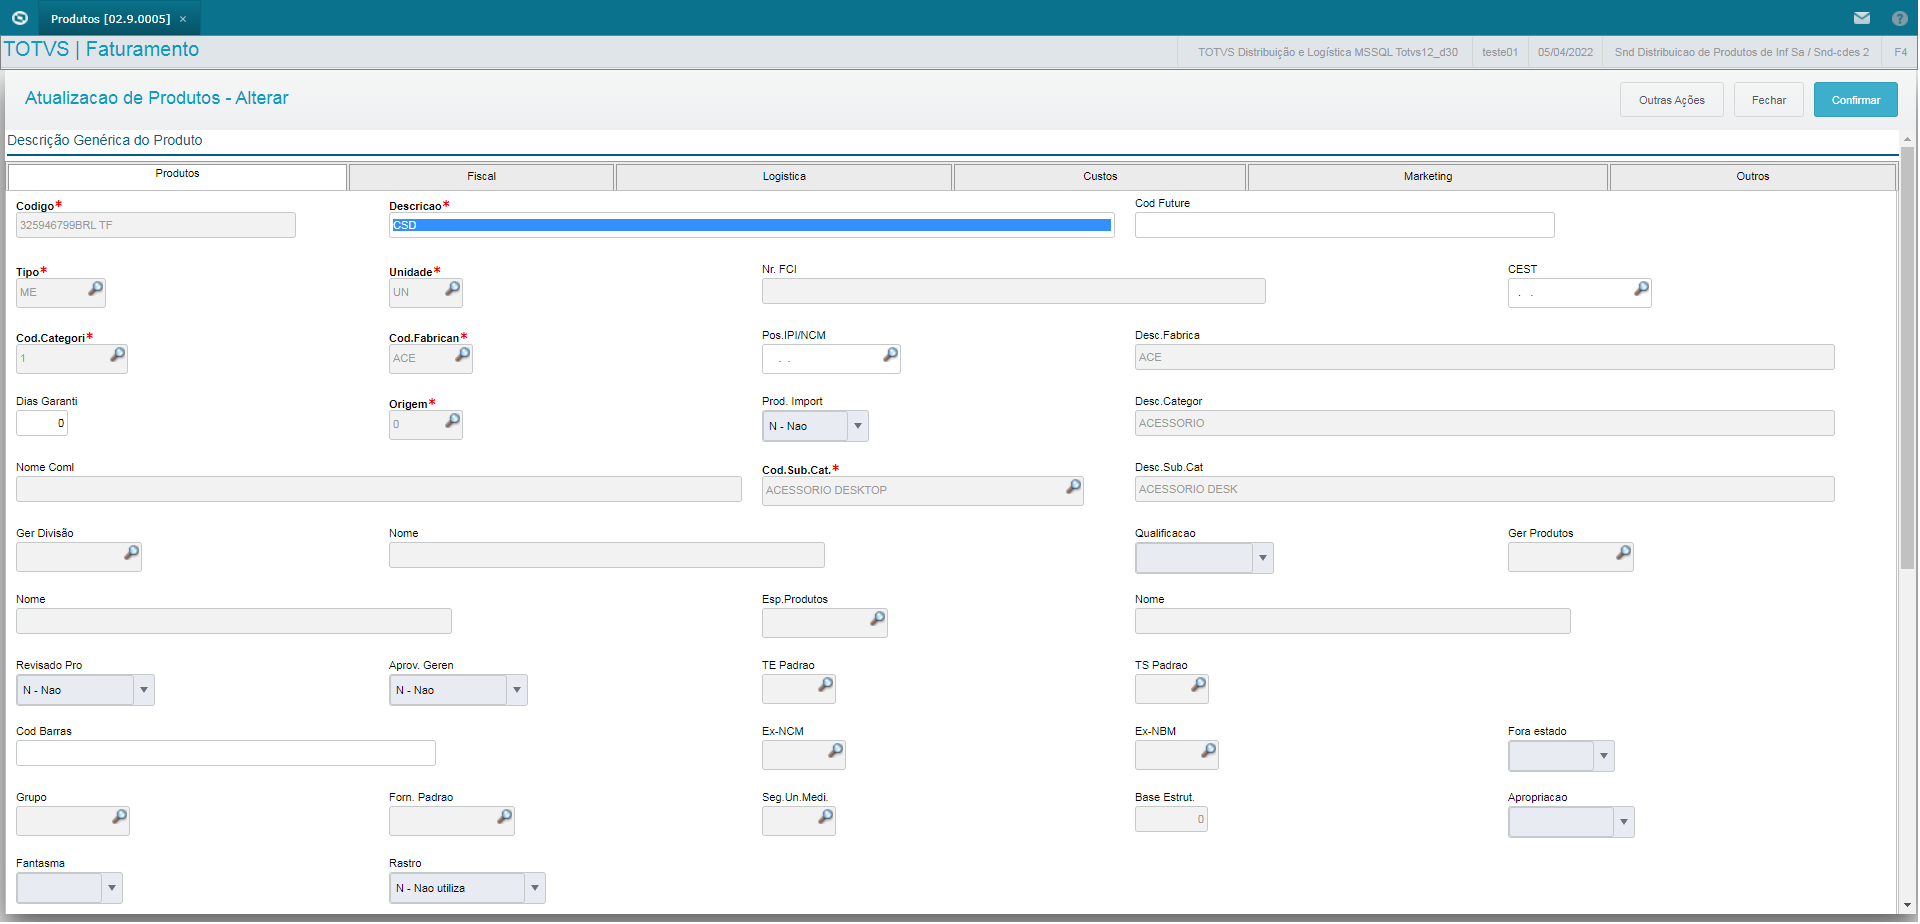 Produtos [02.9.0005] ×
TOTVS | Faturamento
TOTVS Distribuição e Logística MSSQL Totvs12_d30 teste01 05/04/2022 Snd Distribuicao de Produtos de Inf Sa / Snd-cdes 2 F4
Atualizacao de Produtos - Alterar
Outras Ações Fechar Confirmar
Descrição Genérica do Produto
Produtos Fiscal Logistica Custos Marketing Outros
Codigo* Descricao* Cod Future
325946799BRL TF CSD
Tipo* Unidade* Nr. FCI CEST
ME UN . .
Cod.Categori* Cod.Fabrican* Pos.IPI/NCM Desc.Fabrica
1 ACE . . ACE
Dias Garanti Origem* Prod. Import Desc.Categor
0 0 N - Nao ACESSORIO
Nome Coml Cod.Sub.Cat.* Desc.Sub.Cat
ACESSORIO DESKTOP ACESSORIO DESK
Ger Divisão Nome Qualificacao Ger Produtos
Nome Esp.Produtos Nome
Revisado Pro Aprov. Geren TE Padrao TS Padrao
N - Nao N - Nao
Cod Barras Ex-NCM Ex-NBM Fora estado
Grupo Forn. Padrao Seg.Un.Medi. Base Estrut. Apropriacao
0
Fantasma Rastro
N - Nao utiliza